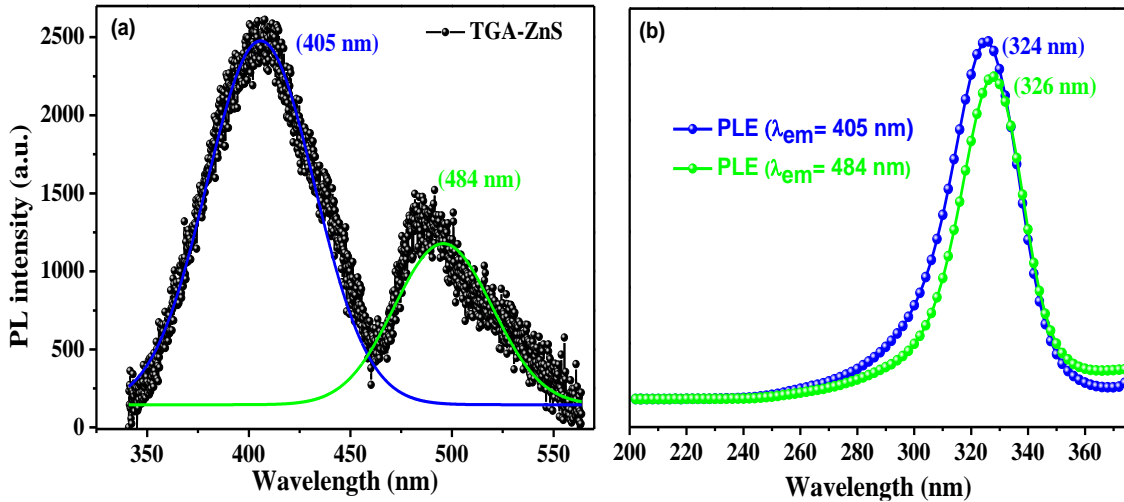 (a)
TGA-ZnS
(405 nm)
(484 nm)
PL intensity (a.u.)
2500
2000
1500
1000
500
0
350 400 450 500 550
Wavelength (nm)
(b)
(324 nm)
(326 nm)
PLE (λem= 405 nm)
PLE (λem= 484 nm)
200 220 240 260 280 300 320 340 360
Wavelength (nm)